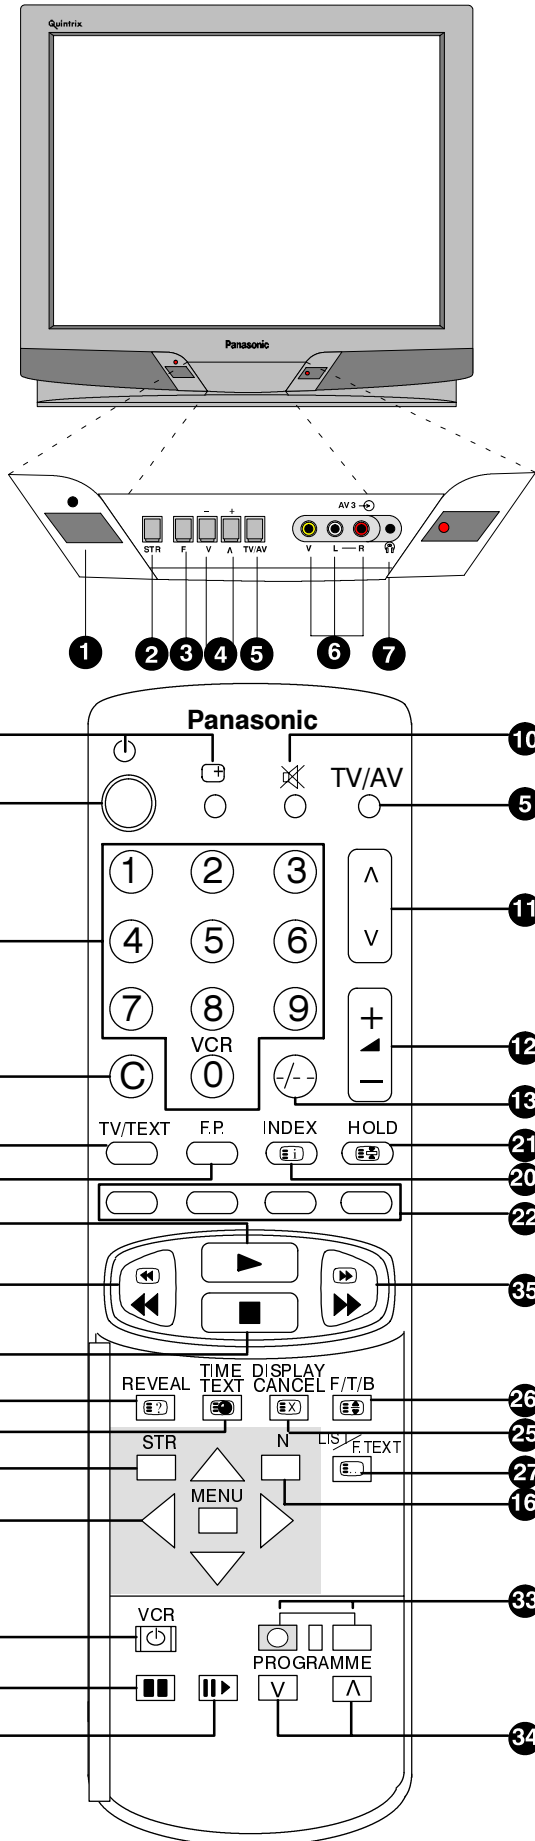 Quintrix
Panasonic
AV 3
− +
STR F V Λ TV/AV V L R
1 2 3 4 5 6 7
Panasonic
10
TV/AV
5
1 2 3
Λ
11
4 5 6
V
7 8 9
+
VCR
12
C 0 -/--
−
13
TV/TEXT F.P. INDEX HOLD
21
i
20
22
35
TIME DISPLAY
REVEAL TEXT CANCEL F/T/B
? X
26
25
STR N LIST/F.TEXT
27
MENU
16
33
VCR
PROGRAMME
V Λ
34